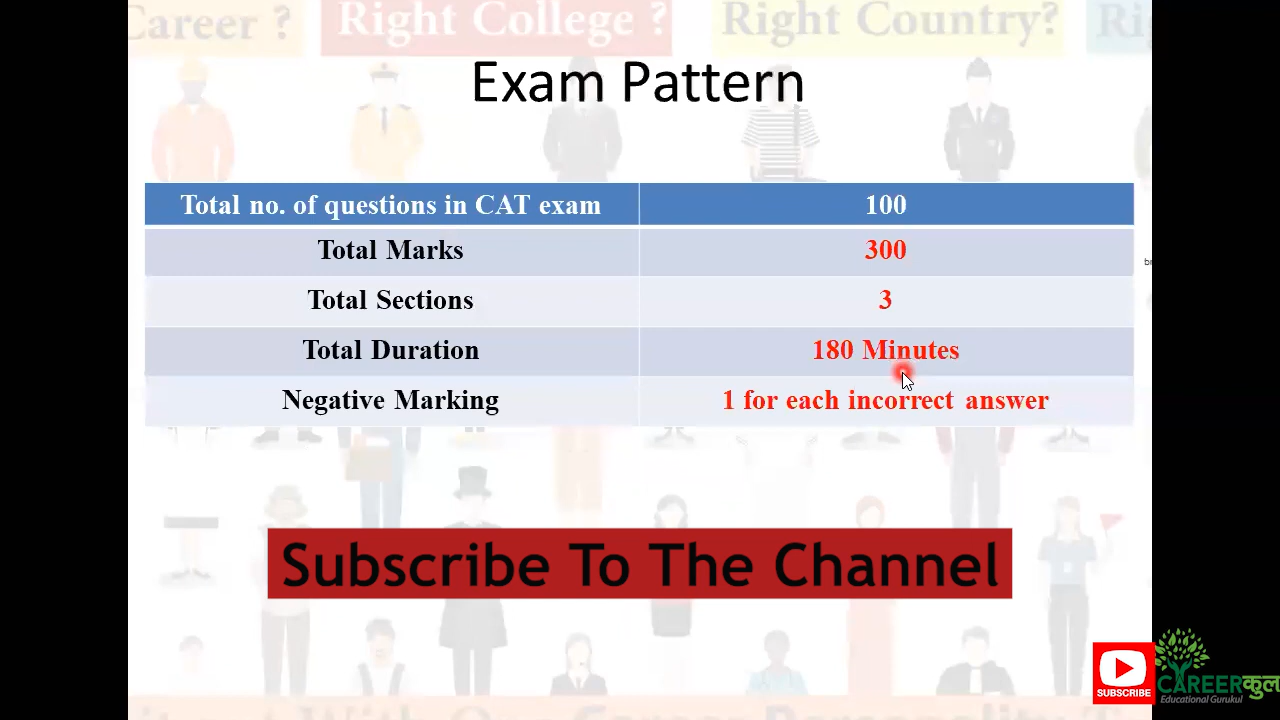 Career ? Right College ? Right Country? Ri
Exam Pattern
Total no. of questions in CAT exam 100
Total Marks 300
Total Sections 3
Total Duration 180 Minutes
Negative Marking 1 for each incorrect answer
Subscribe To The Channel
SUBSCRIBE
CAREERकुल
Educational Gurukul